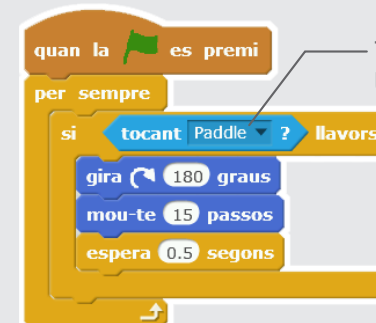 quan la es premi
per sempre
si tocant Paddle ? llavors
gira 180 graus
mou-te 15 passos
espera 0.5 segons